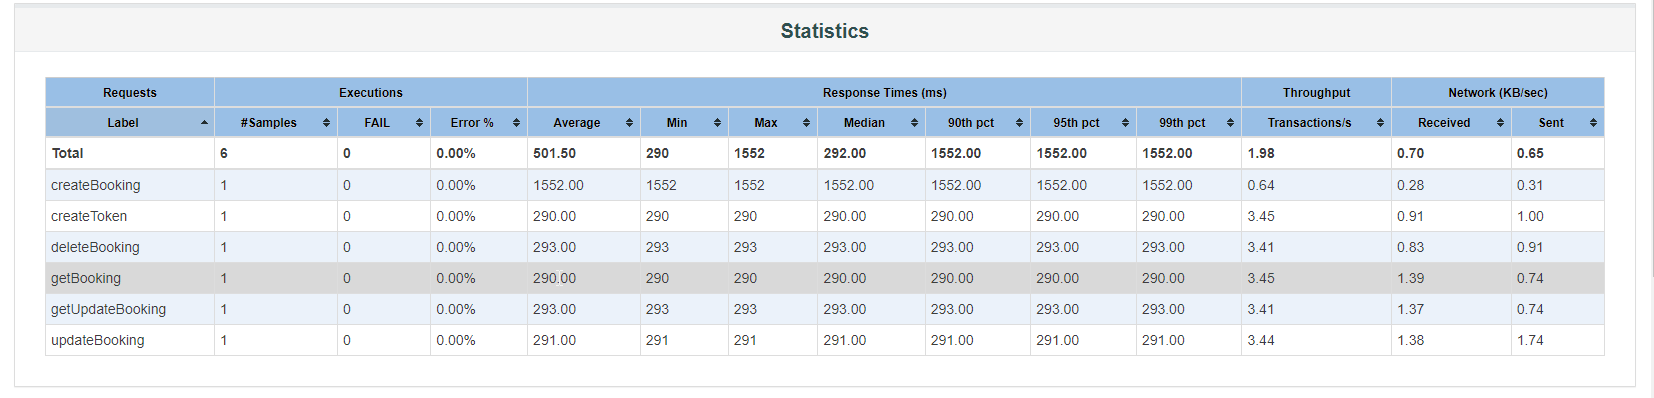 Statistics
Requests Executions Response Times (ms) Throughput Network (KB/sec)
Label #Samples FAIL Error % Average Min Max Median 90th pct 95th pct 99th pct Transactions/s Received Sent
Total 6 0 0.00% 501.50 290 1552 292.00 1552.00 1552.00 1552.00 1.98 0.70 0.65
createBooking 1 0 0.00% 1552.00 1552 1552 1552.00 1552.00 1552.00 1552.00 0.64 0.28 0.31
createToken 1 0 0.00% 290.00 290 290 290.00 290.00 290.00 290.00 3.45 0.91 1.00
deleteBooking 1 0 0.00% 293.00 293 293 293.00 293.00 293.00 293.00 3.41 0.83 0.91
getBooking 1 0 0.00% 290.00 290 290 290.00 290.00 290.00 290.00 3.45 1.39 0.74
getUpdateBooking 1 0 0.00% 293.00 293 293 293.00 293.00 293.00 293.00 3.41 1.37 0.74
updateBooking 1 0 0.00% 291.00 291 291 291.00 291.00 291.00 291.00 3.44 1.38 1.74